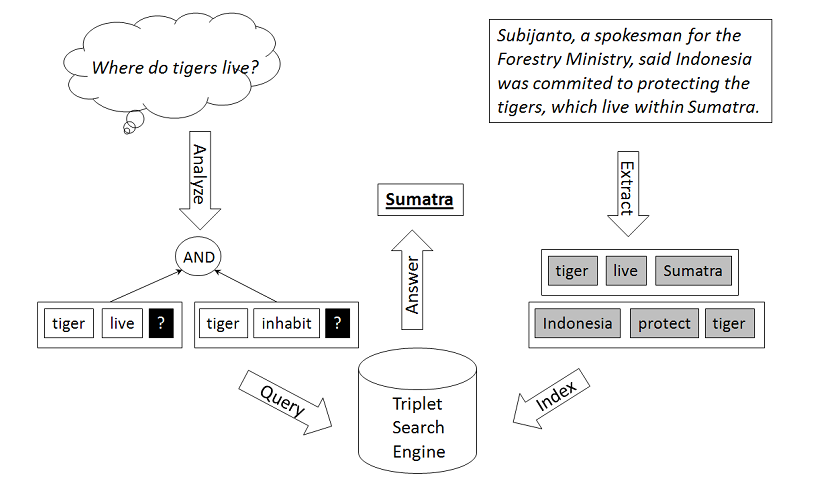 Where do tigers live?
Analyze
AND
tiger live ?
tiger inhabit ?
Query
Sumatra
Answer
Triplet
Search
Engine
Subijanto, a spokesman for the
Forestry Ministry, said Indonesia
was commited to protecting the
tigers, which live within Sumatra.
Extract
tiger live Sumatra
Indonesia protect tiger
Index